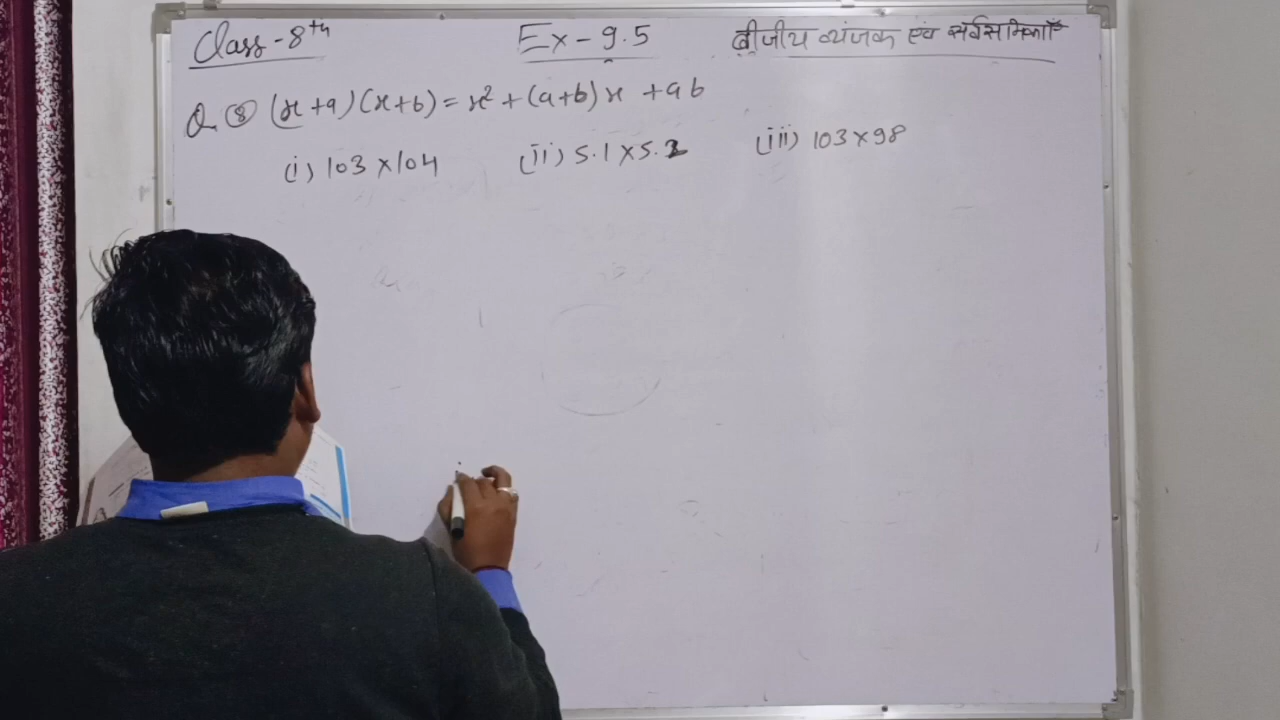 Class-8th Ex-9.5 बीजीय व्यंजक एवं सर्वसमिकाएँ
Q. (8) (x+a)(x+b) = x² + (a+b)x + ab
(i) 103×104 (ii) 5.1×5.2 (iii) 103×98